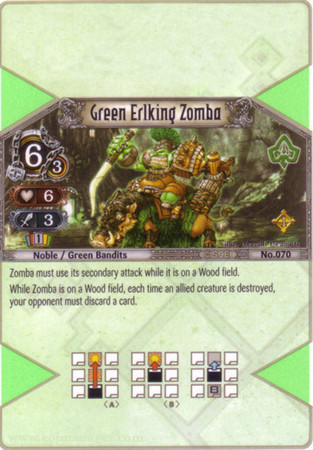 Green Erlking Zomba
6
3
6
3
1
Noble / Green Bandits
No.070
Zomba must use its secondary attack while it is on a Wood field.
While Zomba is on a Wood Field, each time an allied creature is destroyed,
your opponent must discard a card.
B
〈A〉 〈B〉